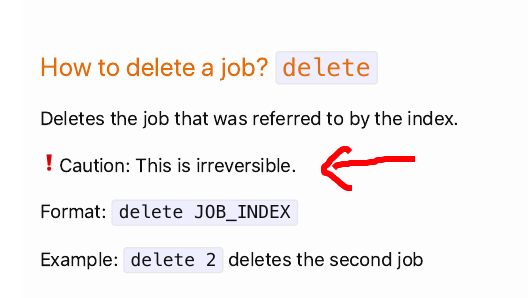 How to delete a job? delete
Deletes the job that was referred to by the index.
❗ Caution: This is irreversible.
Format: delete JOB_INDEX
Example: delete 2 deletes the second job